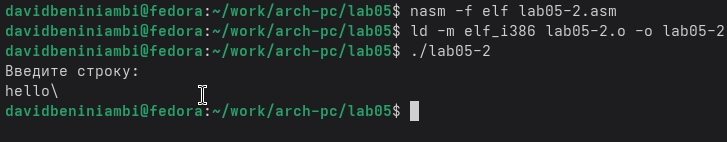 davidbeniniambi@fedora:~/work/arch-pc/lab05$ nasm -f elf lab05-2.asm
davidbeniniambi@fedora:~/work/arch-pc/lab05$ ld -m elf_i386 lab05-2.o -o lab05-2
davidbeniniambi@fedora:~/work/arch-pc/lab05$ ./lab05-2
Введите строку:
hello\
davidbeniniambi@fedora:~/work/arch-pc/lab05$